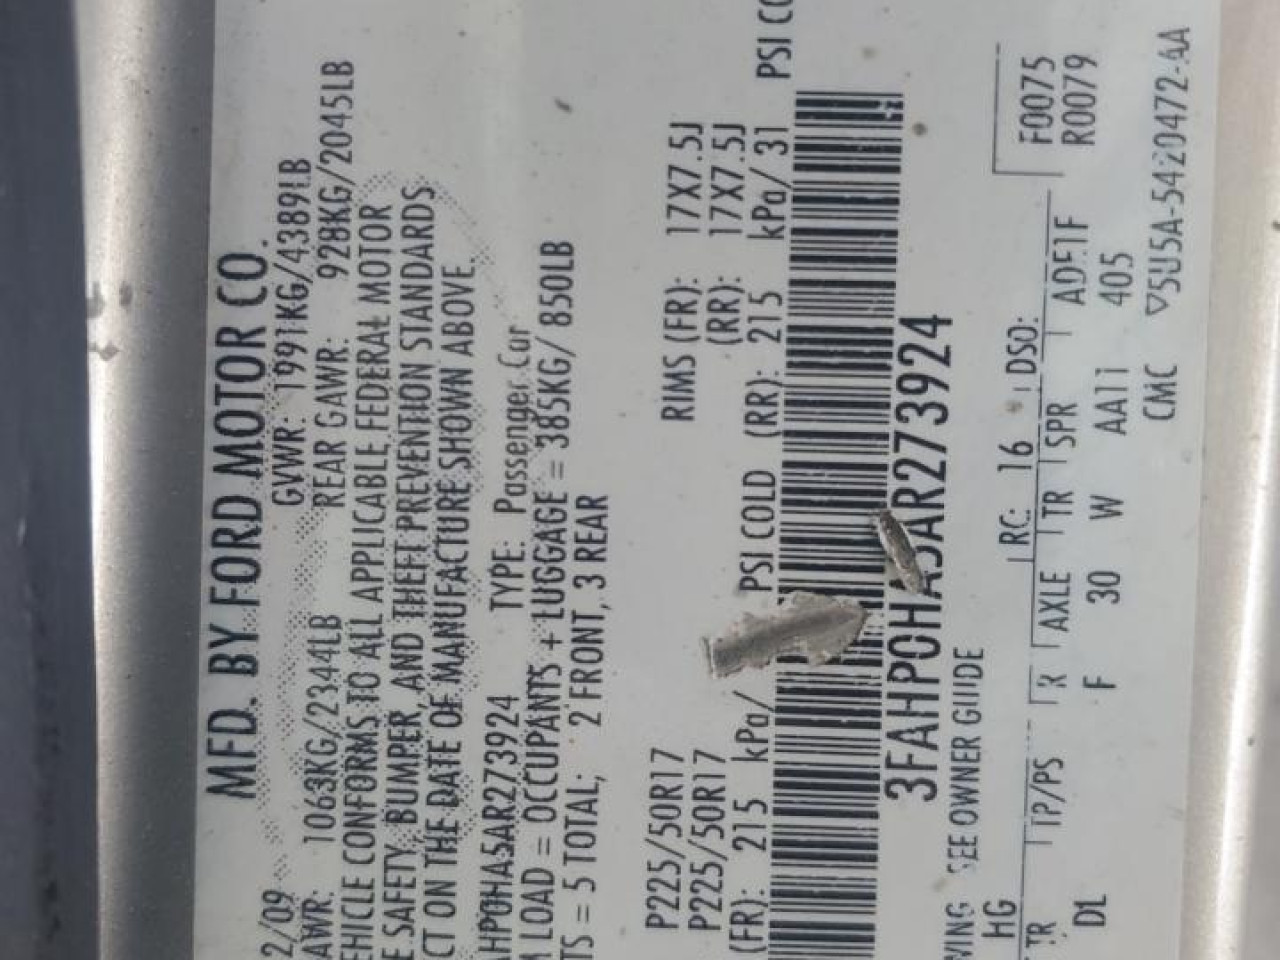 MFD. BY FORD MOTOR CO.
2/09 GVWR: 1991KG/4389LB
AWR: 1063KG/2344LB REAR GAWR: 928KG/2045LB
EHICLE CONFORMS TO ALL APPLICABLE FEDERAL MOTOR
E SAFETY, BUMPER, AND THEFT PREVENTION STANDARDS
CT ON THE DATE OF MANUFACTURE SHOWN ABOVE.
AHP0HA5AR273924 TYPE: Passenger Car
M LOAD = OCCUPANTS + LUGGAGE = 385KG/ 850LB
TS = 5 TOTAL; 2 FRONT, 3 REAR
P225/50R17 RIMS (FR): 17X7.5J
P225/50R17 (RR): 17X7.5J
(FR): 215 kPa/ PSI COLD (RR): 215 kPa/ 31 PSI CO
3FAHP0HA5AR273924
WING SEE OWNER GUIDE
HG RC: 16 DSO: F0075
R0079
TR TP/PS R AXLE TR SPR ADF1F
DL F 30 W AA11 405
CMC ▽5U5A-5420472-AA